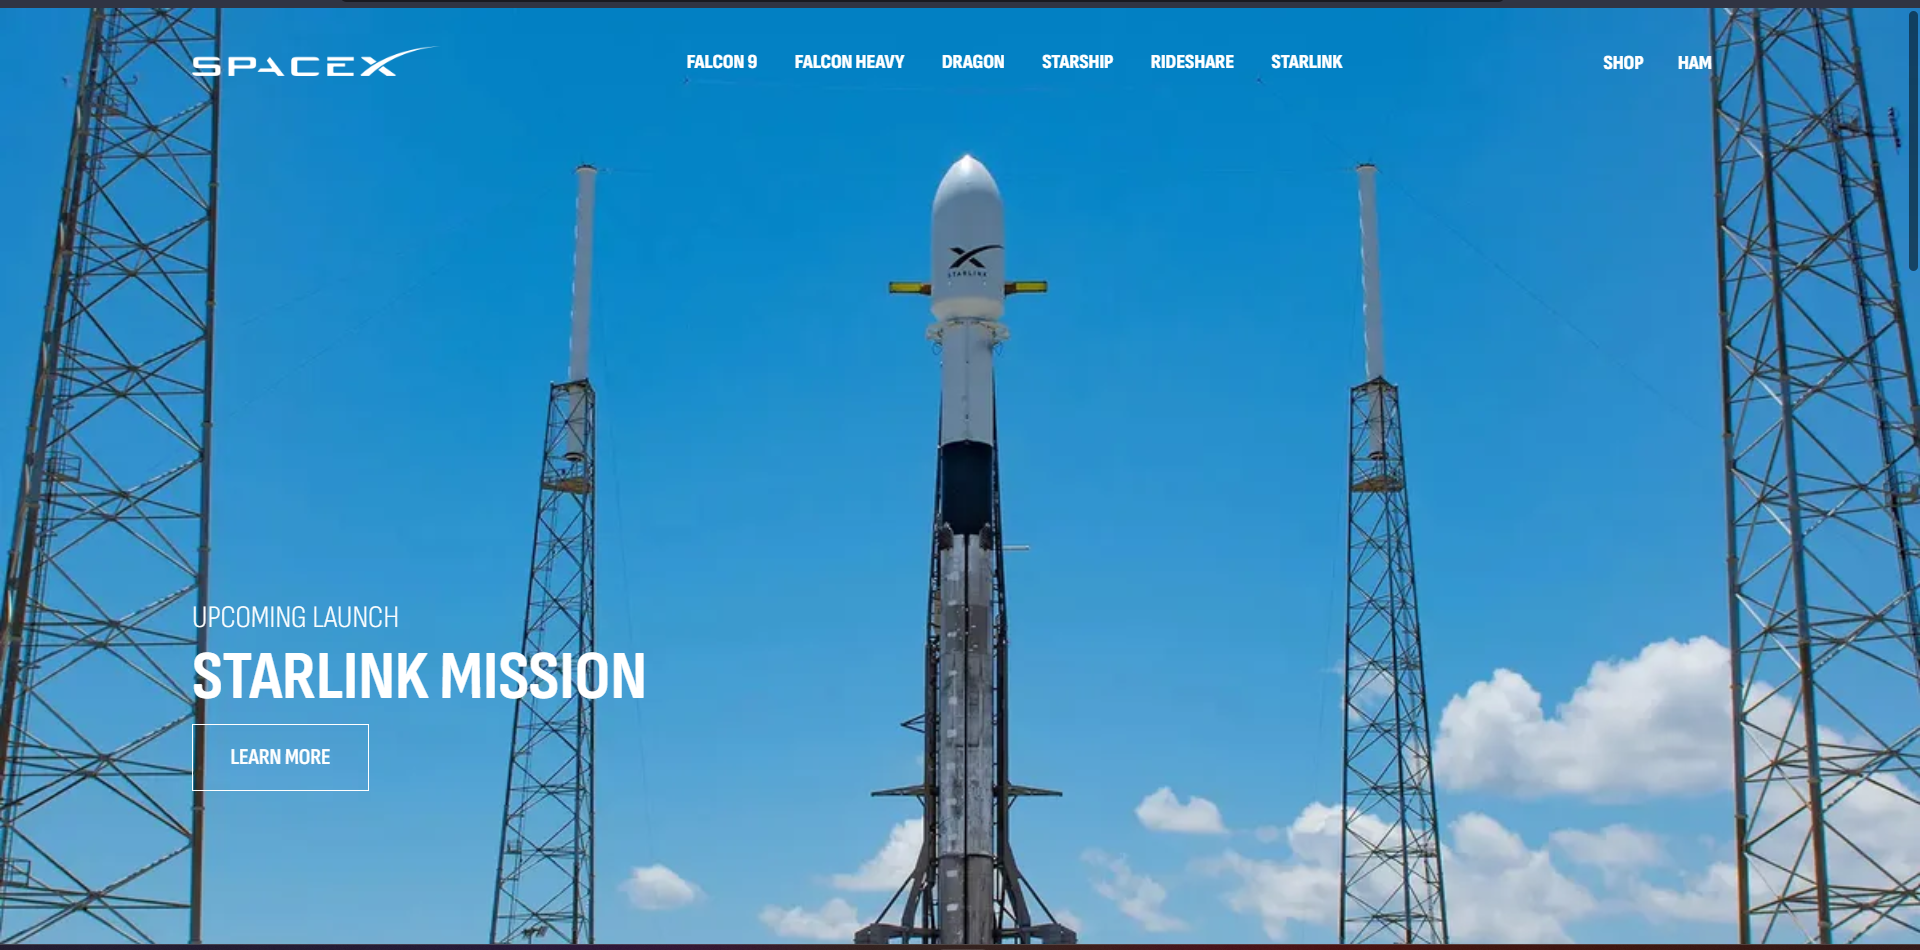 SPACEX
FALCON 9 FALCON HEAVY DRAGON STARSHIP RIDESHARE STARLINK
SHOP HAM
STARLINK
UPCOMING LAUNCH
STARLINK MISSION
LEARN MORE